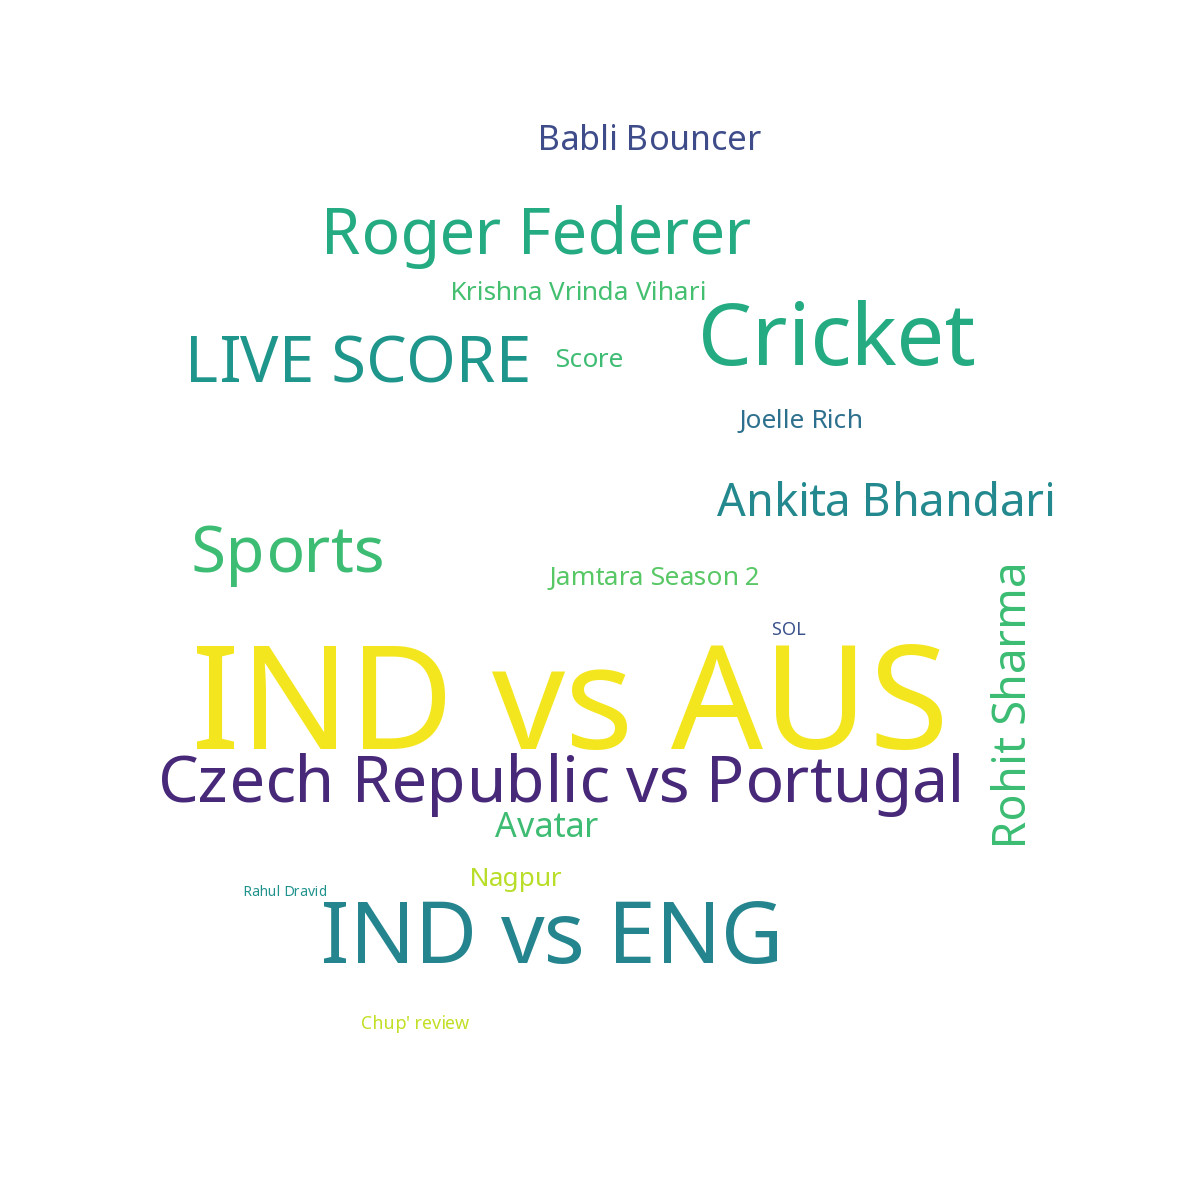 Babli Bouncer
Roger Federer
Krishna Vrinda Vihari
Cricket
LIVE SCORE
Score
Joelle Rich
Ankita Bhandari
Sports
Jamtara Season 2
Rohit Sharma
SOL
IND vs AUS
Czech Republic vs Portugal
Avatar
Nagpur
Rahul Dravid
IND vs ENG
Chup' review